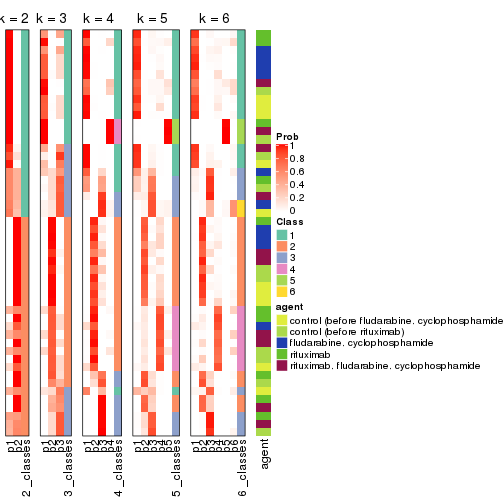 k = 2
k = 3
k = 4
k = 5
k = 6
Prob
1
0.8
0.6
0.4
0.2
0
Class
1
2
3
4
5
6
agent
control (before fludarabine. cyclophosphamide
control (before rituximab)
fludarabine. cyclophosphamide
rituximab
rituximab. fludarabine. cyclophosphamide
p1
p2
2_classes
p1
p2
p3
3_classes
p1
p2
p3
p4
4_classes
p1
p2
p3
p4
p5
5_classes
p1
p2
p3
p4
p5
p6
6_classes
agent